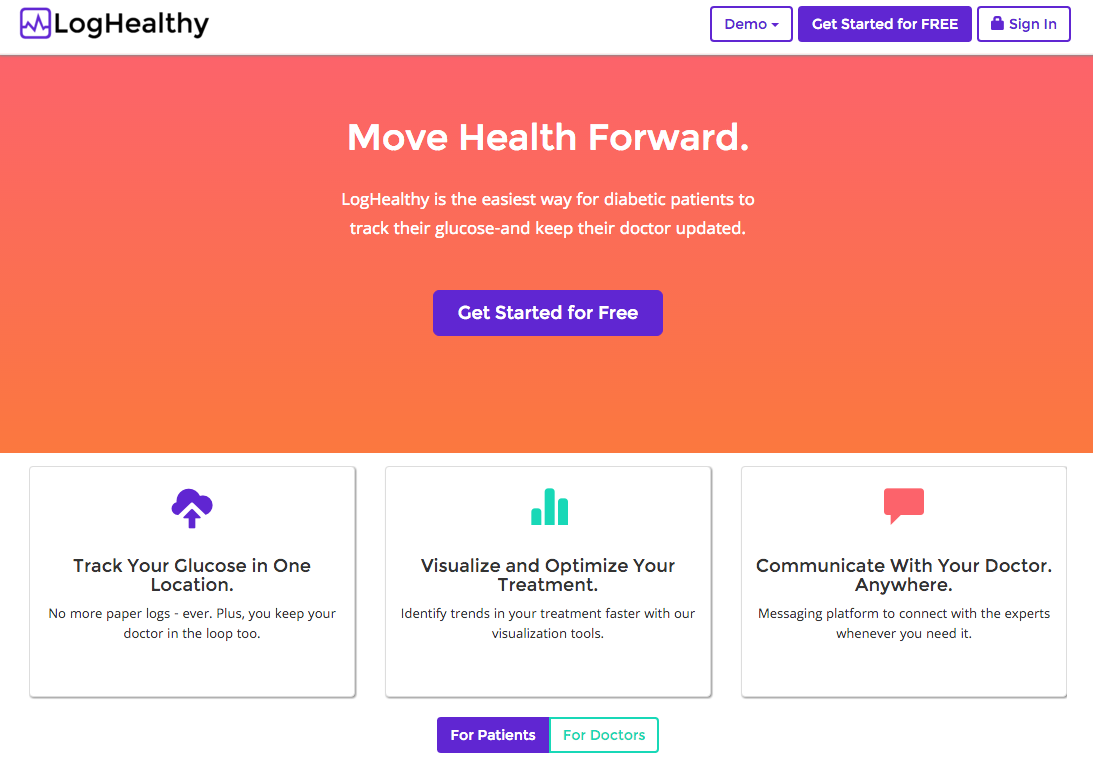 LogHealthy
Demo
Get Started for FREE
Sign In
Move Health Forward.
LogHealthy is the easiest way for diabetic patients to
track their glucose-and keep their doctor updated.
Get Started for Free
Track Your Glucose in One
Location.
No more paper logs - ever. Plus, you keep your
doctor in the loop too.
Visualize and Optimize Your
Treatment.
Identify trends in your treatment faster with our
visualization tools.
Communicate With Your Doctor.
Anywhere.
Messaging platform to connect with the experts
whenever you need it.
For Patients
For Doctors